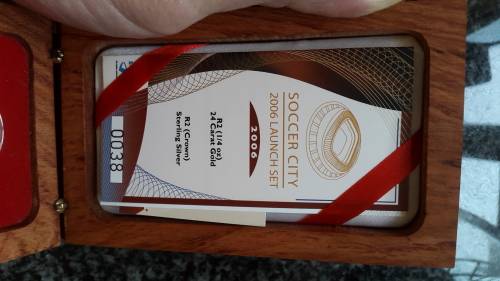 SOCCER CITY
2006 LAUNCH SET
2006
R2 (1/4 oz)
24 Carat Gold
R2 (Crown)
Sterling Silver
0038